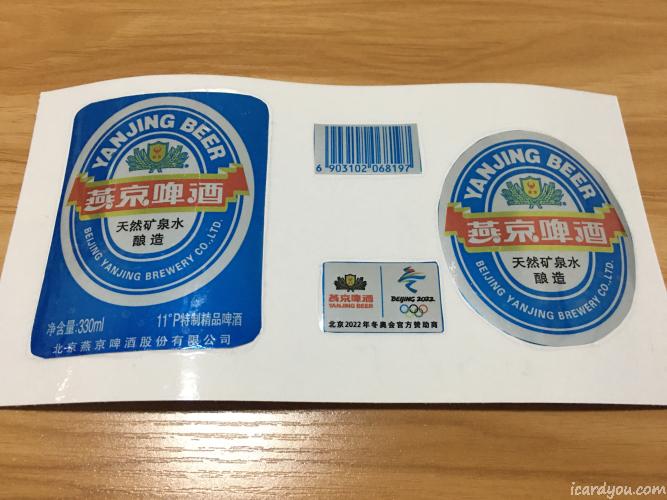 YANJING BEER
燕京啤酒
天然矿泉水
酿造
BEIJING YANJING BREWERY CO.,LTD.
净含量:330ml
11°P特制精品啤酒
北京燕京啤酒股份有限公司
6 903102 068197
燕京啤酒
YANJING BEER
BEIJING 2022
北京2022年冬奥会官方赞助商
YANJING BEER
燕京啤酒
天然矿泉水
酿造
BEIJING YANJING BREWERY CO.,LTD.
icardyou.com